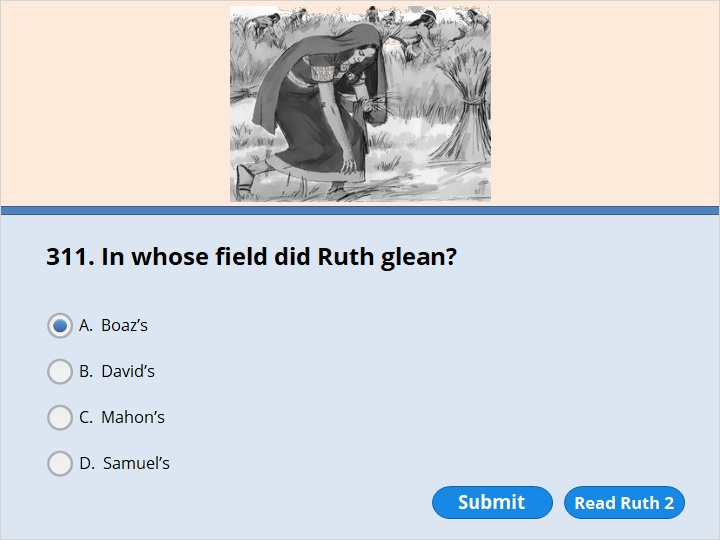 311. In whose field did Ruth glean?
A. Boaz’s
B. David’s
C. Mahon’s
D. Samuel’s
Submit
Read Ruth 2